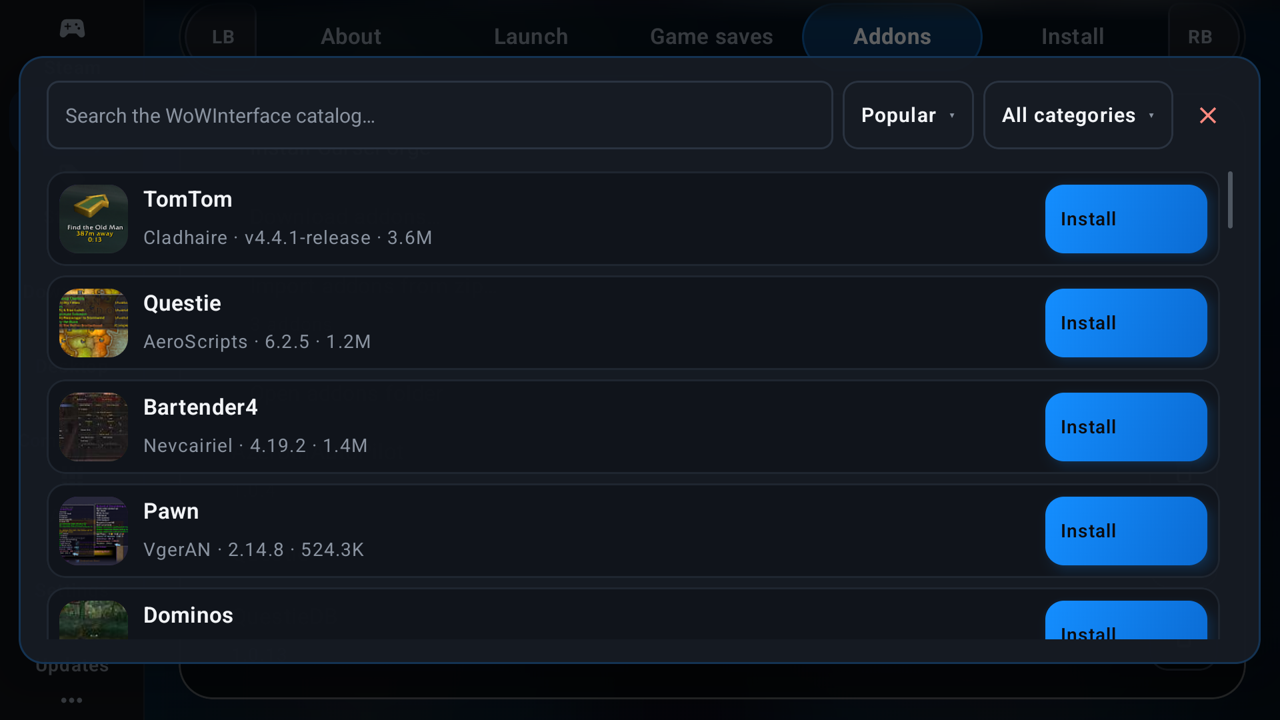 LB
About
Launch
Game saves
Addons
Install
RB
Search the WoWInterface catalog...
Popular
All categories
TomTom
Cladhaire · v4.4.1-release · 3.6M
Find the Old Man
387m away
0:13
Install
Questie
AeroScripts · 6.2.5 · 1.2M
Install
Bartender4
Nevcairiel · 4.19.2 · 1.4M
Install
Pawn
VgerAN · 2.14.8 · 524.3K
Install
Dominos
Install
Updates